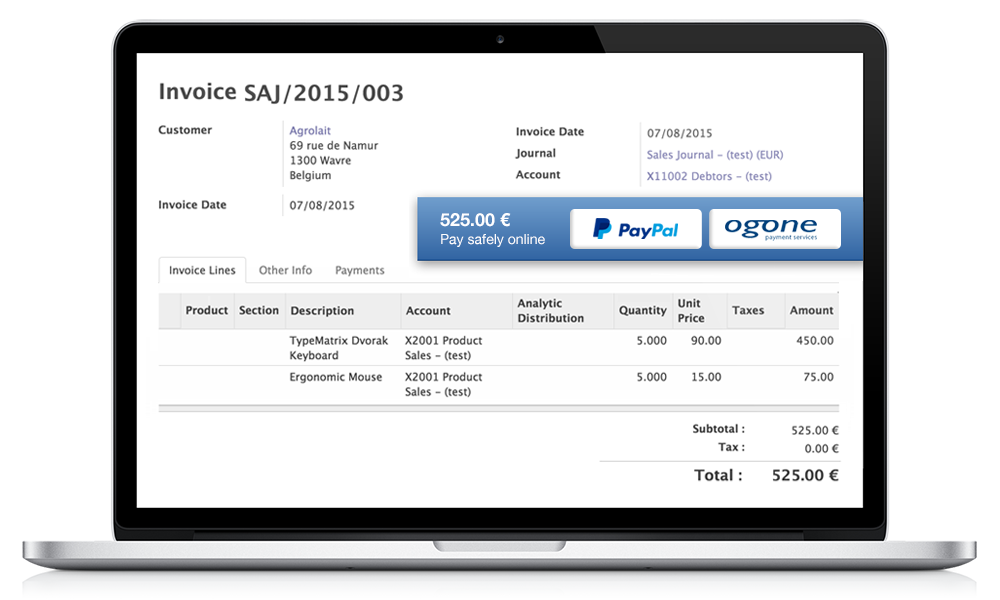 Invoice SAJ/2015/003
Customer
Agrolait
69 rue de Namur
1300 Wavre
Belgium
Invoice Date 07/08/2015
Journal Sales Journal – (test) (EUR)
Account X11002 Debtors – (test)
Invoice Date 07/08/2015
525.00 €
Pay safely online
PayPal
ogone
payment services
Invoice Lines Other Info Payments
Product Section Description Account Analytic Distribution Quantity Unit Price Taxes Amount
TypeMatrix Dvorak X2001 Product 5.000 90.00 450.00
Keyboard Sales – (test)
Ergonomic Mouse X2001 Product 5.000 15.00 75.00
Sales – (test)
Subtotal : 525.00 €
Tax : 0.00 €
Total : 525.00 €